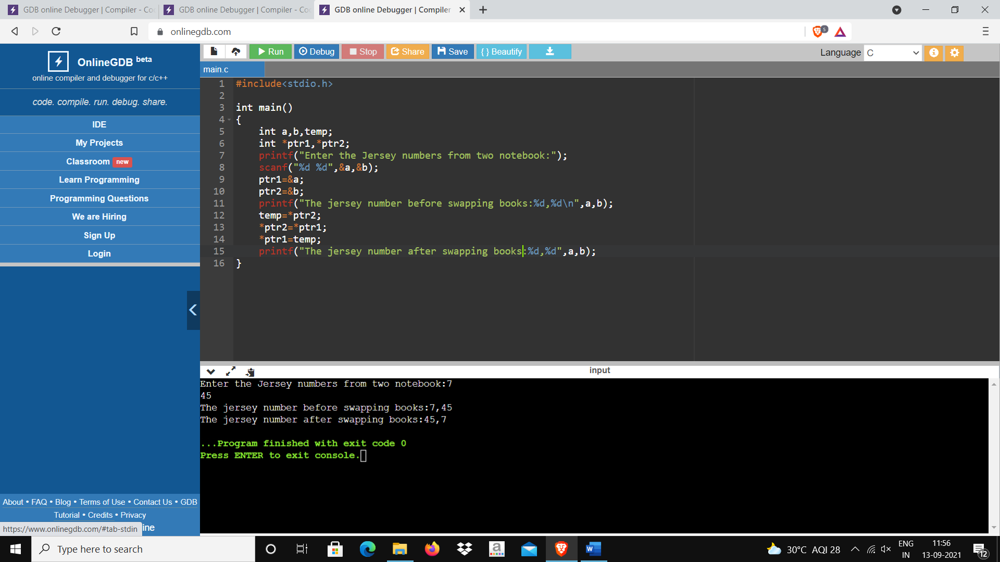 GDB online Debugger | Compiler - Co
GDB online Debugger | Compiler - Co
GDB online Debugger | Compiler
onlinegdb.com
5
OnlineGDB beta
online compiler and debugger for c/c++
code. compile. run. debug. share.
IDE
My Projects
Classroom new
Learn Programming
Programming Questions
We are Hiring
Sign Up
Login
Run Debug Stop Share Save { } Beautify
Language C
main.c
1 #include<stdio.h>
2
3 int main()
4 {
5 int a,b,temp;
6 int *ptr1,*ptr2;
7 printf("Enter the Jersey numbers from two notebook:");
8 scanf("%d %d",&a,&b);
9 ptr1=&a;
10 ptr2=&b;
11 printf("The jersey number before swapping books:%d,%d\n",a,b);
12 temp=*ptr2;
13 *ptr2=*ptr1;
14 *ptr1=temp;
15 printf("The jersey number after swapping books:%d,%d",a,b);
16 }
input
Enter the Jersey numbers from two notebook:7
45
The jersey number before swapping books:7,45
The jersey number after swapping books:45,7
...Program finished with exit code 0
Press ENTER to exit console.
About • FAQ • Blog • Terms of Use • Contact Us • GDB
Tutorial • Credits • Privacy
https://www.onlinegdb.com/#tab-stdin
ine
Type here to search
30°C AQI 28
ENG
IN
11:56
13-09-2021
12